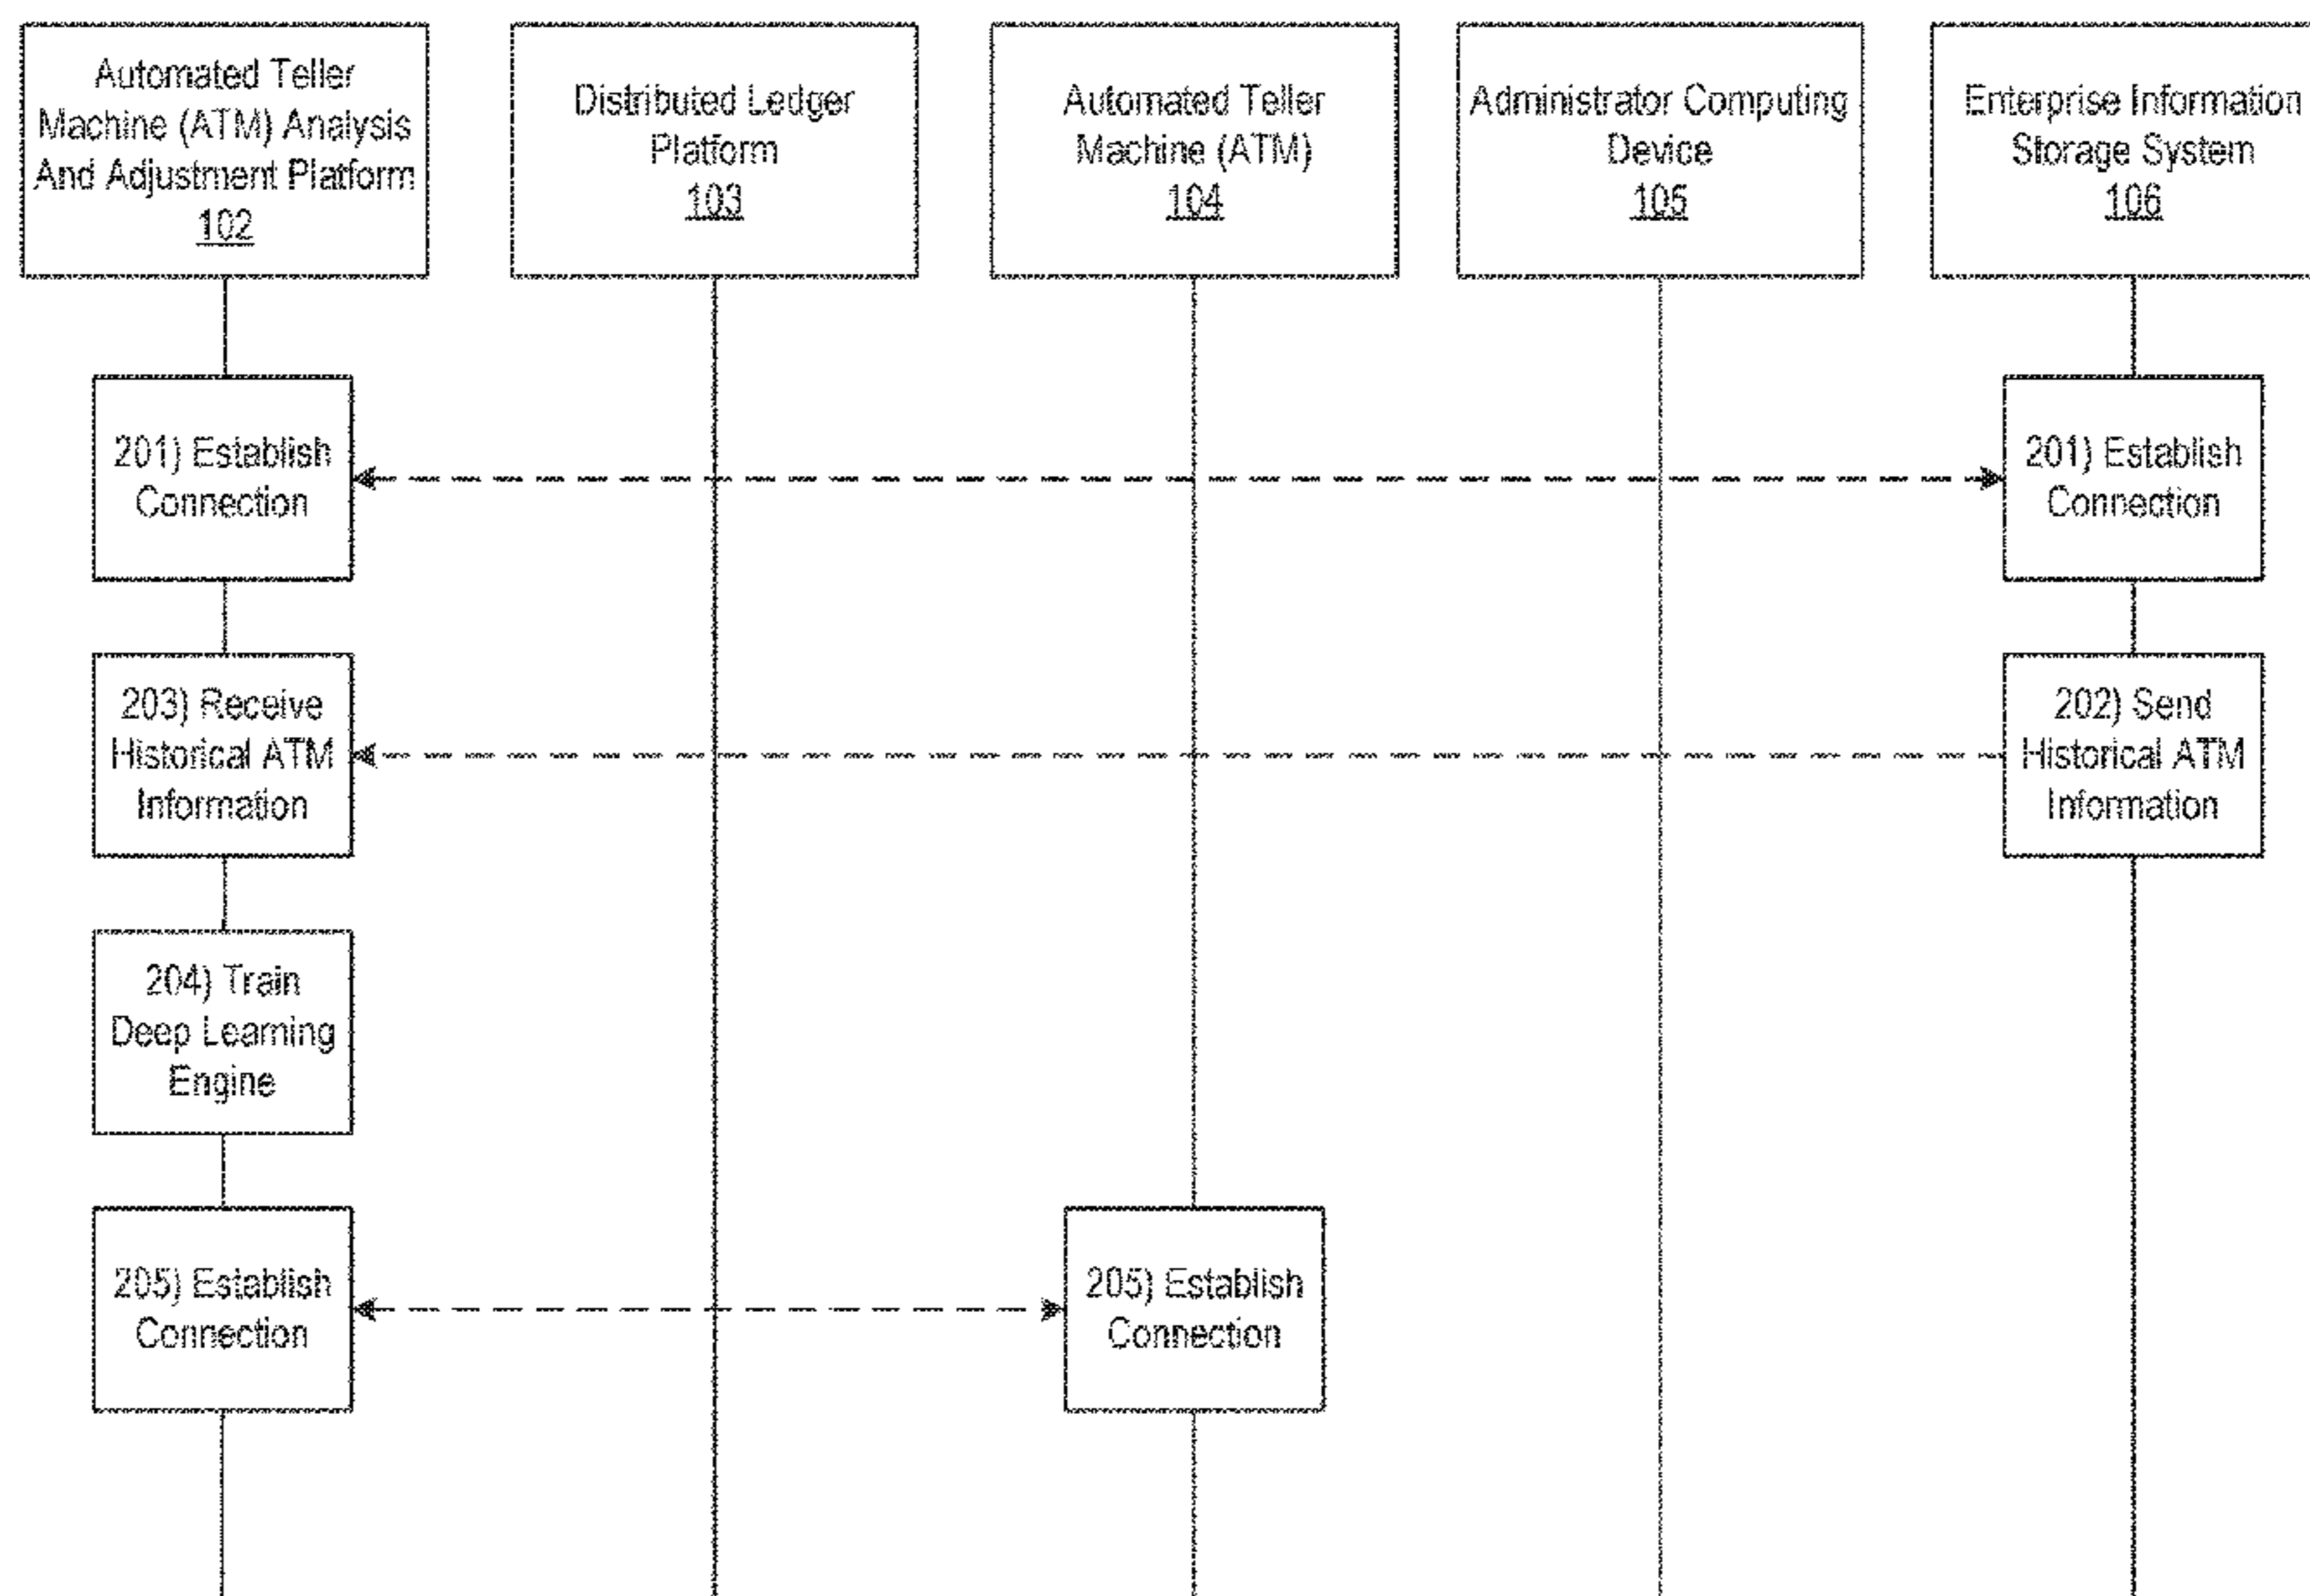 Automated Teller
Machine (ATM) Analysis
And Adjustment Platform
102
Distributed Ledger
Platform
103
Automated Teller
Machine (ATM)
104
Administrator Computing
Device
105
Enterprise Information
Storage System
106
201) Establish
Connection
201) Establish
Connection
203) Receive
Historical ATM
Information
202) Send
Historical ATM
Information
204) Train
Deep Learning
Engine
205) Establish
Connection
205) Establish
Connection